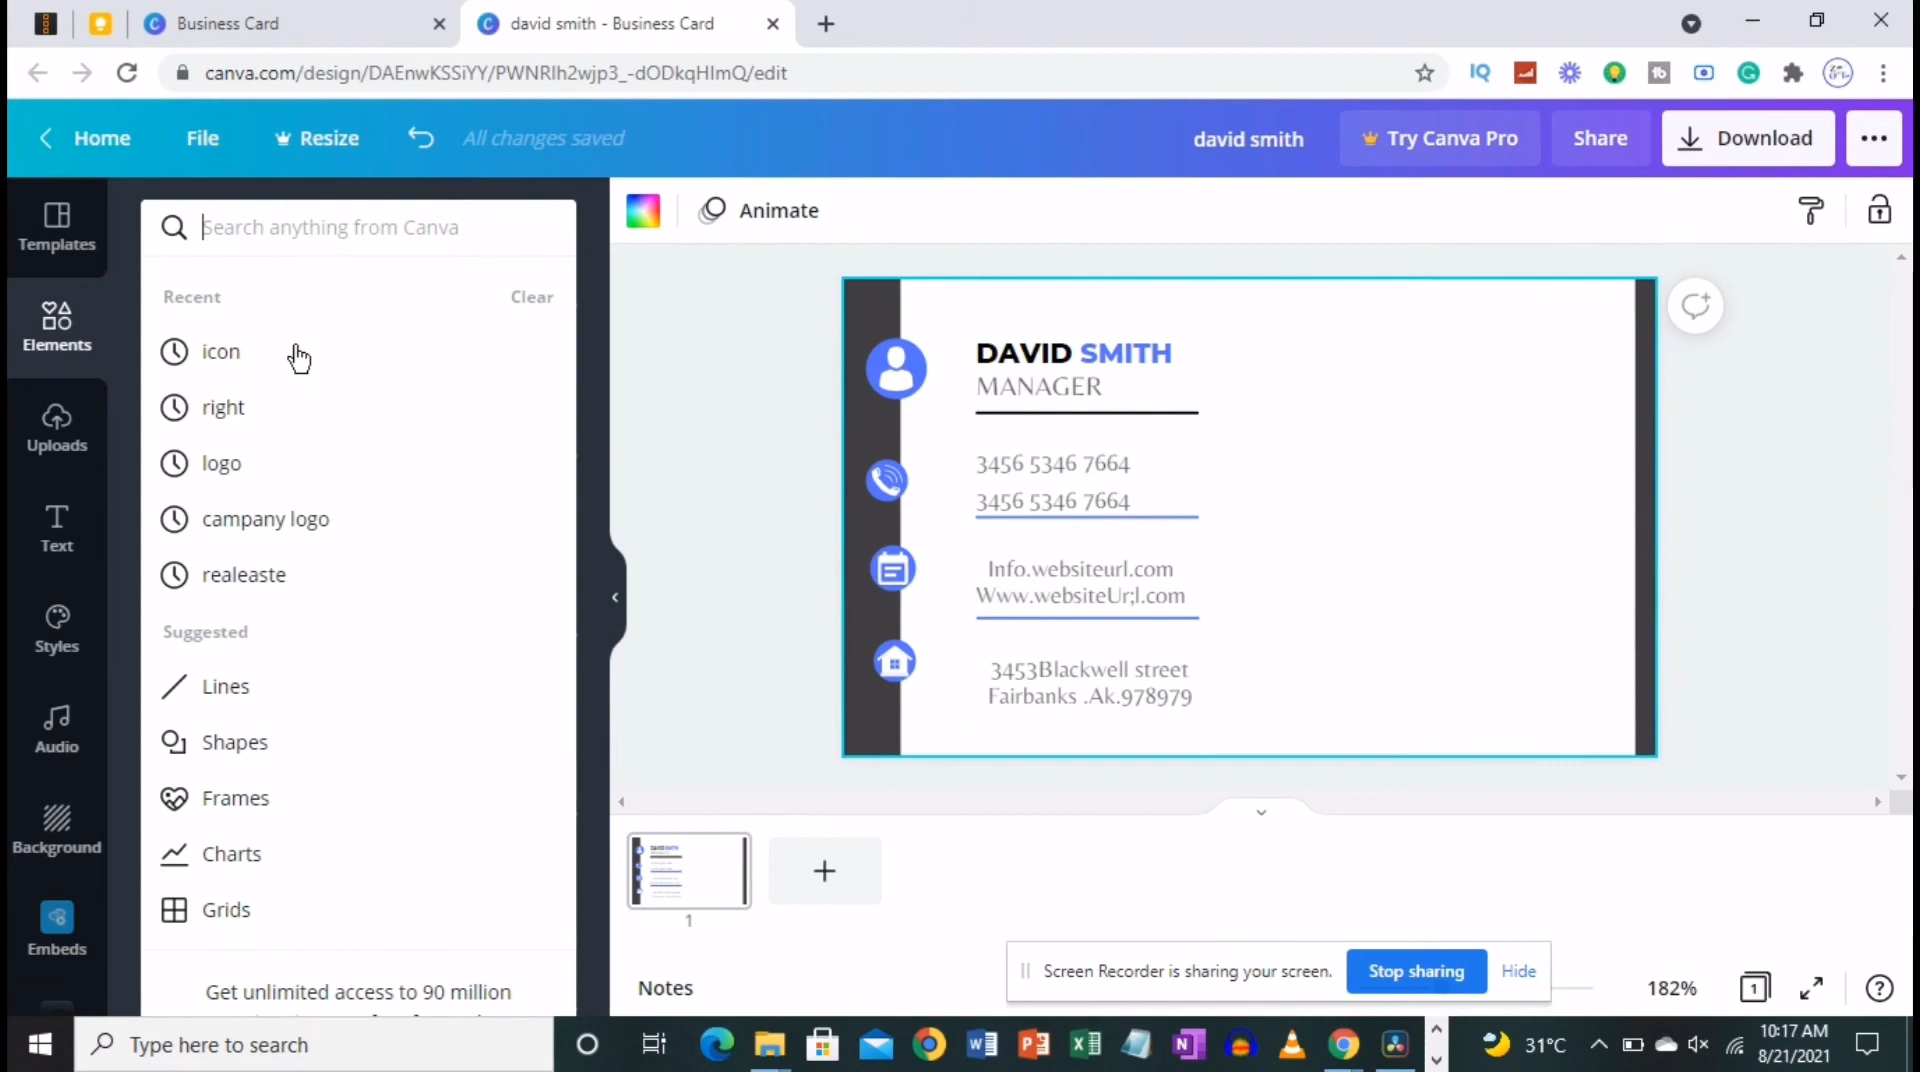 Business Card
david smith - Business Card
canva.com/design/DAEnwKSSiYY/PWNRIh2wjp3_-dODkqHImQ/edit
IQ
Home
File
Resize
All changes saved
david smith
Try Canva Pro
Share
Download
Templates
Elements
Uploads
Text
Styles
Audio
Background
Embeds
Search anything from Canva
Recent
Clear
icon
right
logo
campany logo
realeaste
Suggested
Lines
Shapes
Frames
Charts
Grids
Get unlimited access to 90 million
Animate
DAVID SMITH
MANAGER
3456 5346 7664
3456 5346 7664
Info.websiteurl.com
Www.websiteUr;l.com
3453Blackwell street
Fairbanks .Ak.978979
1
Notes
Screen Recorder is sharing your screen.
Stop sharing
Hide
182%
1
Type here to search
31°C
10:17 AM
8/21/2021